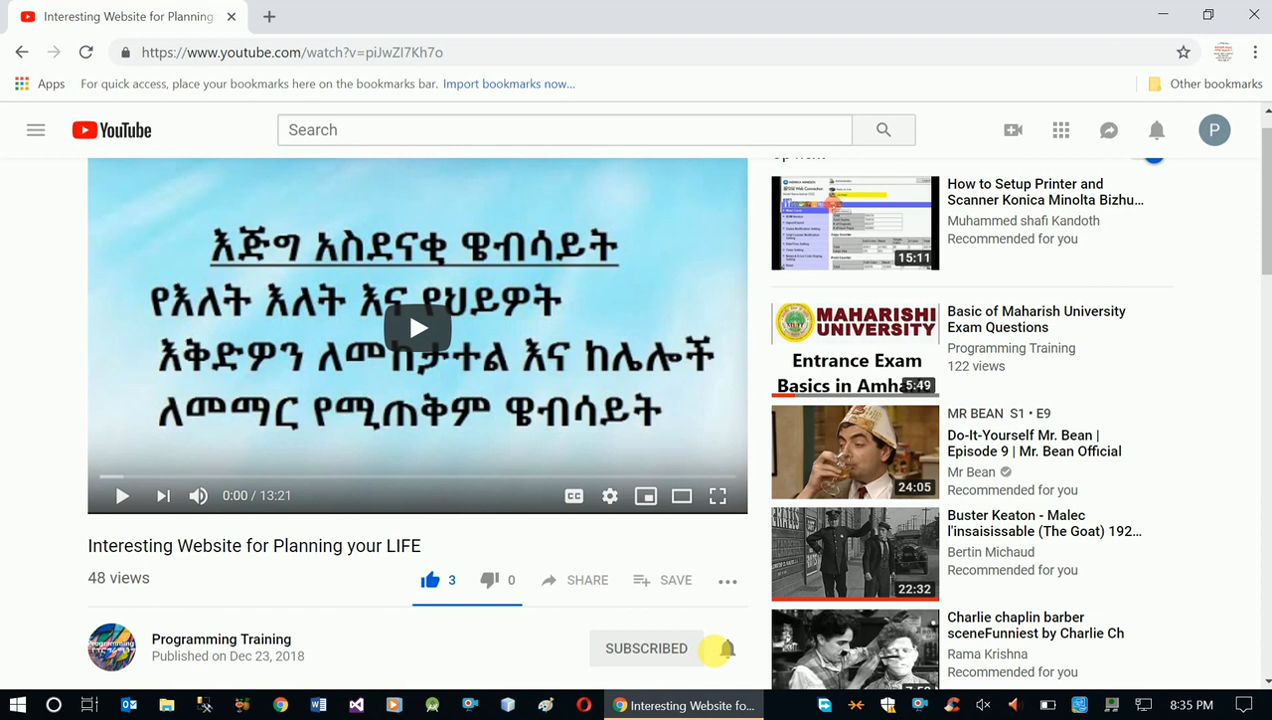 Interesting Website for Planning
https://www.youtube.com/watch?v=piJwZI7Kh7o
Apps For quick access, place your bookmarks here on the bookmarks bar. Import bookmarks now... Other bookmarks
YouTube
Search
P
እጅግ አስደናቂ ዌብሳይት
የእለት እለት እና የህይዎት
እቅድዎን ለመከታተል እና ከሌሎች
ለመማር የሚጠቅም ዌብሳይት
0:00 / 13:21
CC
Interesting Website for Planning your LIFE
48 views
3
0
SHARE
SAVE
Programming Training
Published on Dec 23, 2018
SUBSCRIBED
15:11
How to Setup Printer and
Scanner Konica Minolta Bizhu...
Muhammed shafi Kandoth
Recommended for you
MAHARISHI
UNIVERSITY
Entrance Exam
Basics in Amha
5:49
Basic of Maharish University
Exam Questions
Programming Training
122 views
24:05
MR BEAN S1 • E9
Do-It-Yourself Mr. Bean |
Episode 9 | Mr. Bean Official
Mr Bean
Recommended for you
22:32
Buster Keaton - Malec
l'insaisissable (The Goat) 192...
Bertin Michaud
Recommended for you
Charlie chaplin barber
sceneFunniest by Charlie Ch
Rama Krishna
Recommended for you
Interesting Website fo...
8:35 PM